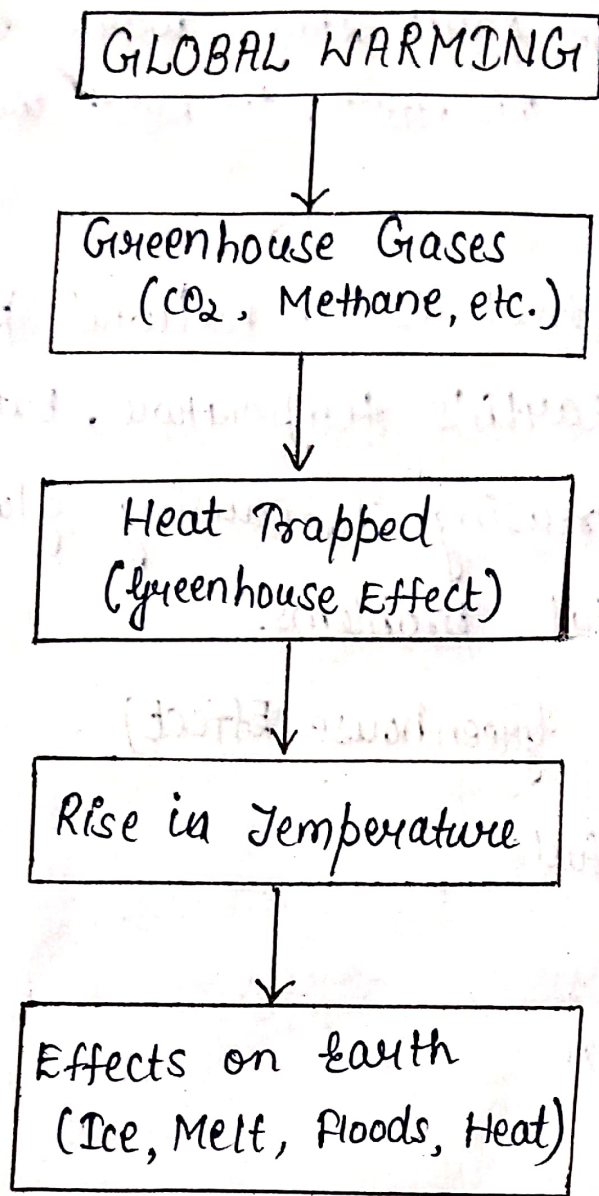 GLOBAL WARMING
Greenhouse Gases
(CO₂, Methane, etc.)
Heat Trapped
(Greenhouse Effect)
Rise in Temperature
Effects on Earth
(Ice, Melt, Floods, Heat)